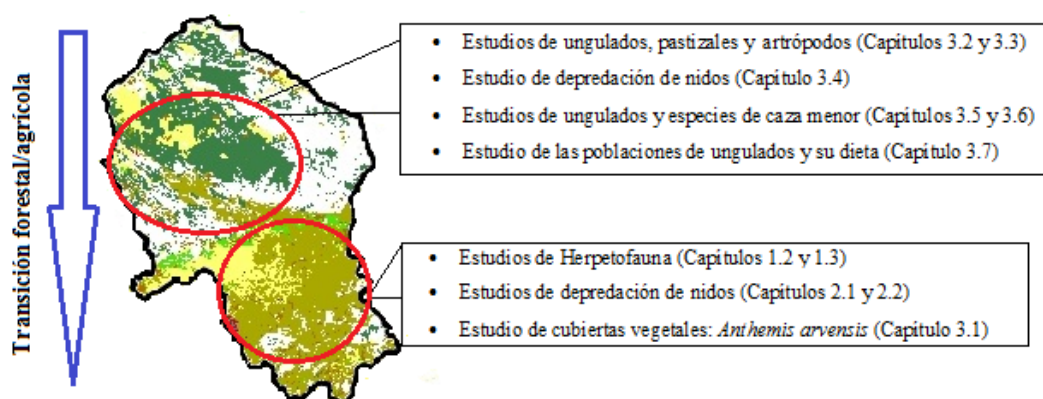 Transición forestal/agrícola
• Estudios de ungulados, pastizales y artrópodos (Capítulos 3.2 y 3.3)
• Estudio de depredación de nidos (Capítulo 3.4)
• Estudios de ungulados y especies de caza menor (Capítulos 3.5 y 3.6)
• Estudio de las poblaciones de ungulados y su dieta (Capítulo 3.7)
• Estudios de Herpetofauna (Capítulos 1.2 y 1.3)
• Estudios de depredación de nidos (Capítulos 2.1 y 2.2)
• Estudio de cubiertas vegetales: Anthemis arvensis (Capítulo 3.1)